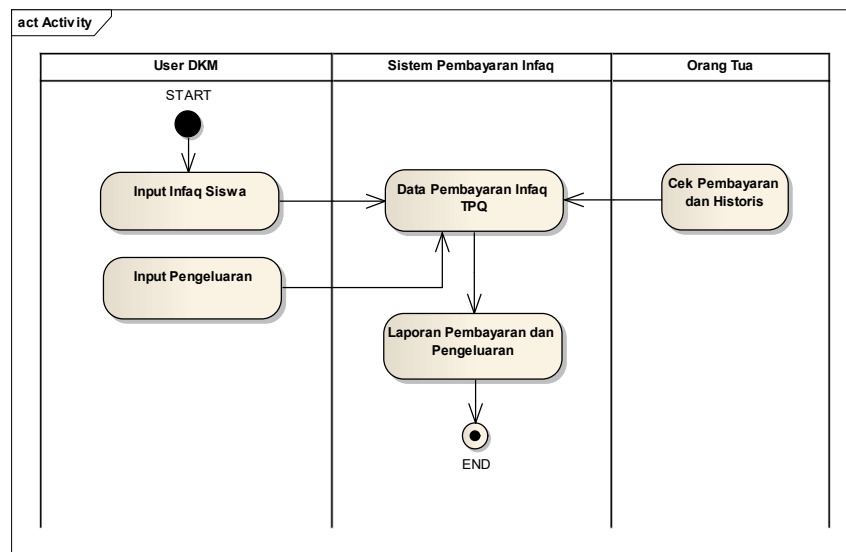 act Activity
User DKM
Sistem Pembayaran Infaq
Orang Tua
START
Input Infaq Siswa
Data Pembayaran Infaq
TPQ
Cek Pembayaran
dan Historis
Input Pengeluaran
Laporan Pembayaran dan
Pengeluaran
END